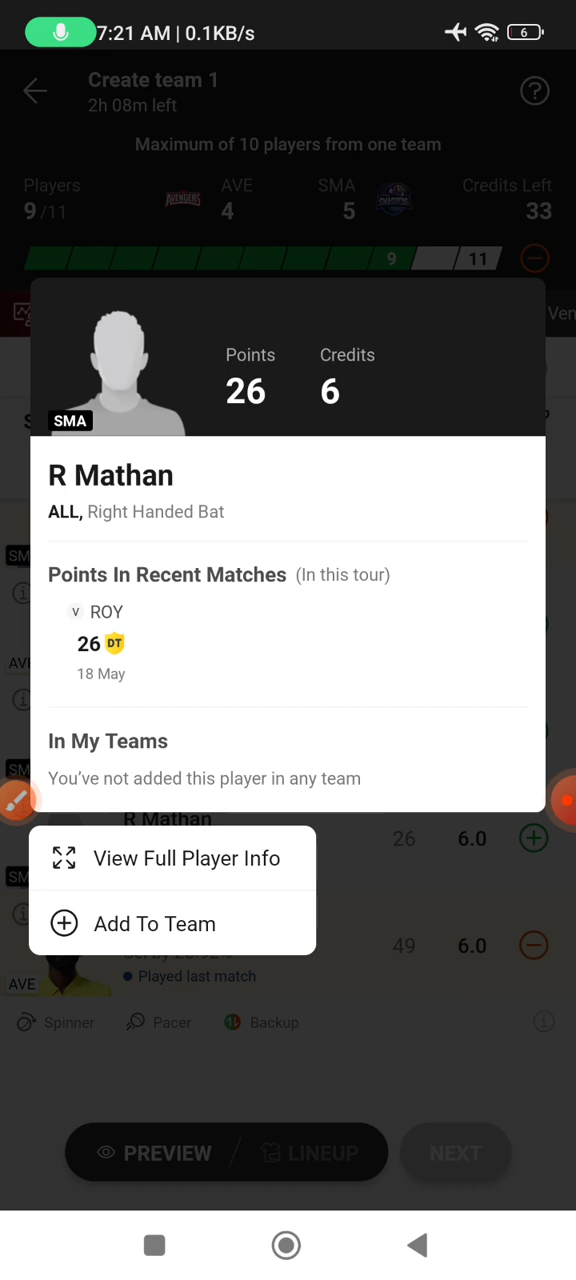 7:21 AM | 0.1KB/s
6
Create team 1
2h 08m left
Maximum of 10 players from one team
Players
AVE
SMA
Credits Left
9/11
4
5
33
9
11
Ven
Points
Credits
26
6
SMA
R Mathan
ALL, Right Handed Bat
Points In Recent Matches (In this tour)
v ROY
26 DT
18 May
In My Teams
You've not added this player in any team
R Mathan
26
6.0
View Full Player Info
Add To Team
49
6.0
Played last match
AVE
Spinner
Pacer
Backup
PREVIEW
LINEUP
NEXT